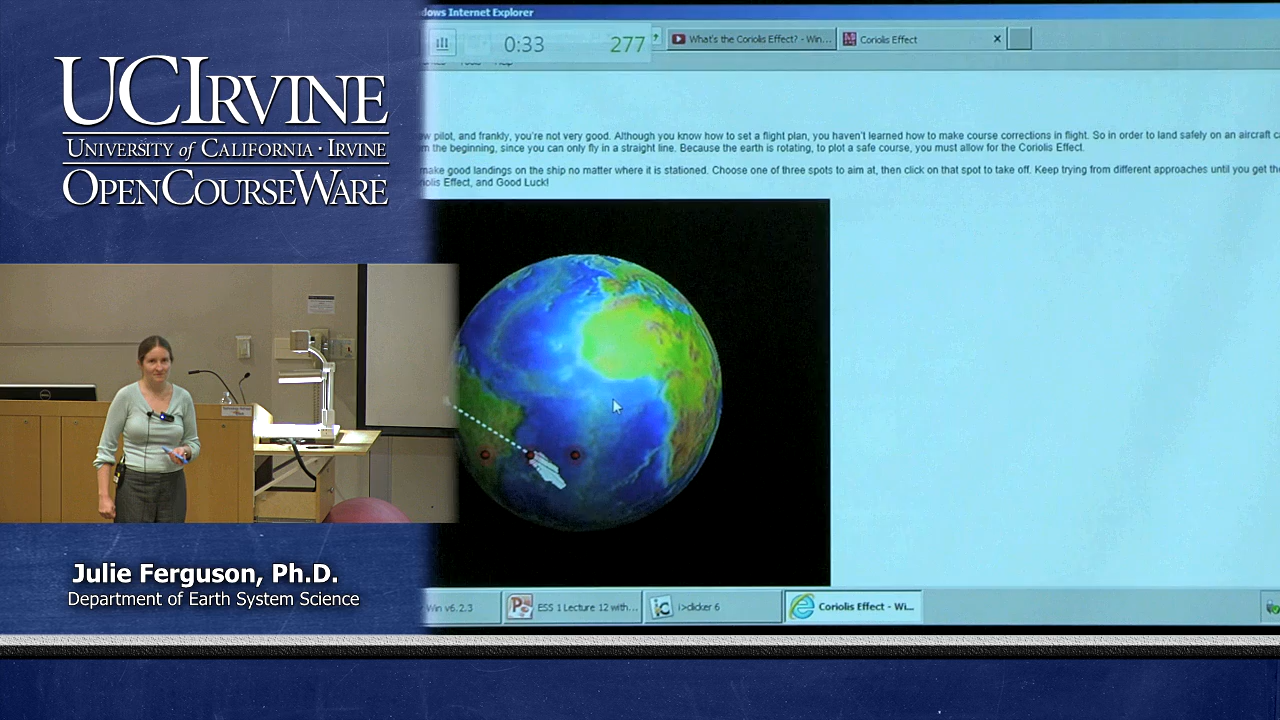 UCIRVINE
UNIVERSITY of CALIFORNIA · IRVINE
OPENCOURSEWARE
Julie Ferguson, Ph.D.
Department of Earth System Science
dows Internet Explorer
0:33 277
What's the Coriolis Effect? - Win...
Coriolis Effect
w pilot, and frankly, you're not very good. Although you know how to set a flight plan, you haven't learned how to make course corrections in flight. So in order to land safely on an aircraft ca
m the beginning, since you can only fly in a straight line. Because the earth is rotating, to plot a safe course, you must allow for the Coriolis Effect.
make good landings on the ship no matter where it is stationed. Choose one of three spots to aim at, then click on that spot to take off. Keep trying from different approaches until you get the
iolis Effect, and Good Luck!
Win v6.2.3
ESS 1 Lecture 12 with...
i>clicker 6
Coriolis Effect - Wi...